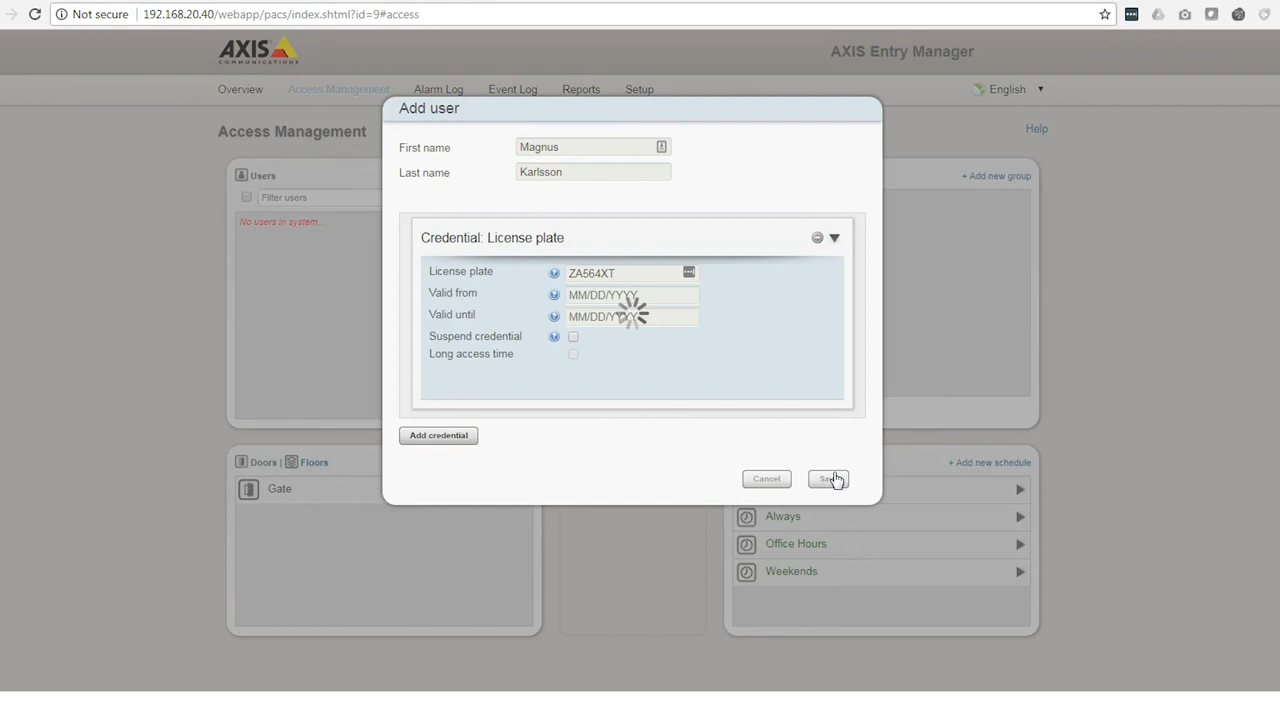 Not secure | 192.168.20.40/webapp/pacs/index.shtml?id=9#access
AXIS
COMMUNICATIONS
AXIS Entry Manager
Overview Access Management Alarm Log Event Log Reports Setup English
Access Management
Help
Add user
First name Magnus
Last name Karlsson
Users
Filter users
No users in system..
+ Add new group
Credential: License plate
License plate ZA564XT
Valid from MM/DD/YYYY
Valid until MM/DD/YYYY
Suspend credential
Long access time
Add credential
Cancel
Doors | Floors
Gate
+ Add new schedule
Always
Office Hours
Weekends